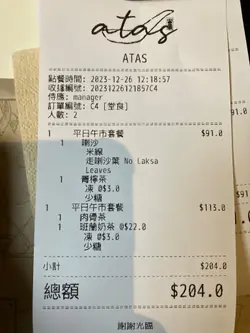 atas
ATAS
點餐時間: 2023-12-26 12:18:57
收據編號: 20231226121857C4
侍應: manager
訂單編號: C4 [堂食]
人數: 2
1 平日午市套餐 $91.0
1 喇沙
米線
走喇沙葉 No Laksa
Leaves
1 青檸茶
凍 @$3.0
少糖
1 平日午市套餐 $113.0
1 肉骨茶
1 班蘭奶茶 @$22.0
凍 @$3.0
少糖
小計 $204.0
總額 $204.0
謝謝光臨